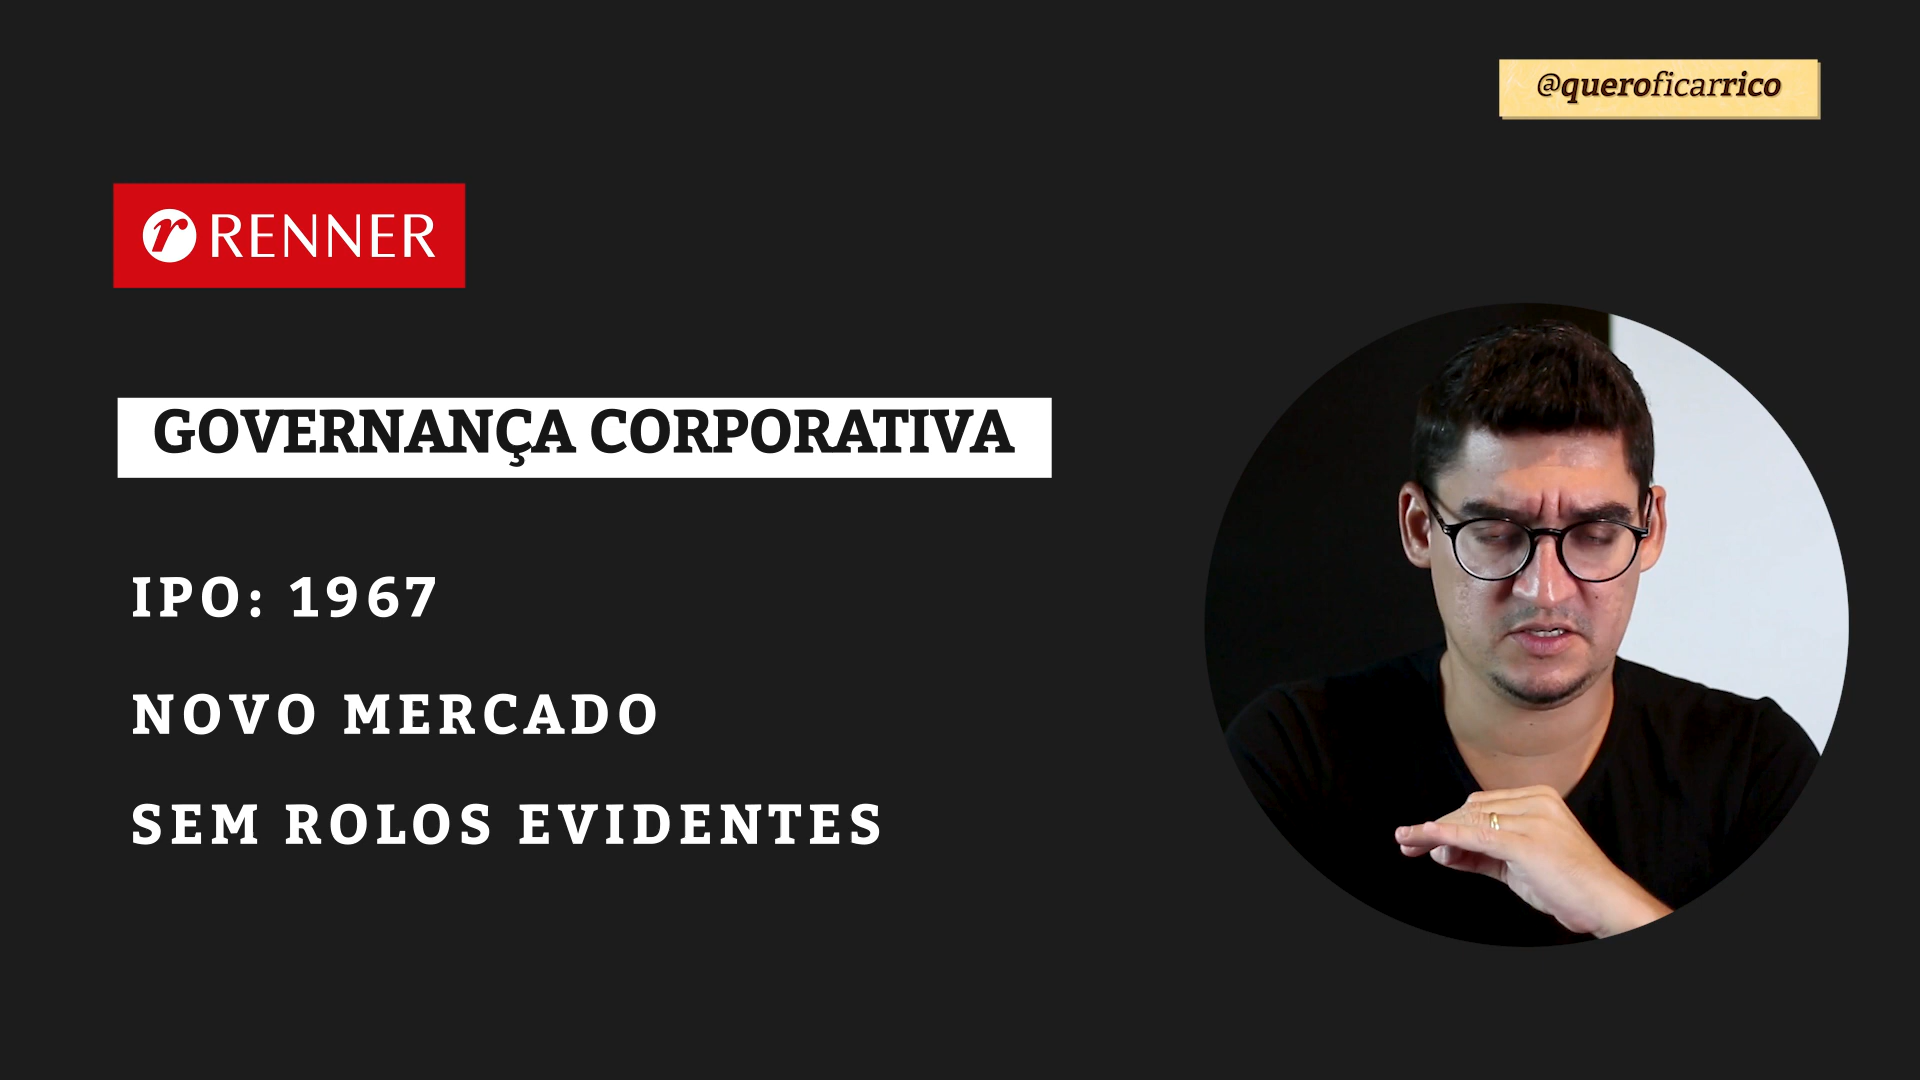 @queroficarrico
r RENNER
GOVERNANÇA CORPORATIVA
IPO: 1967
NOVO MERCADO
SEM ROLOS EVIDENTES